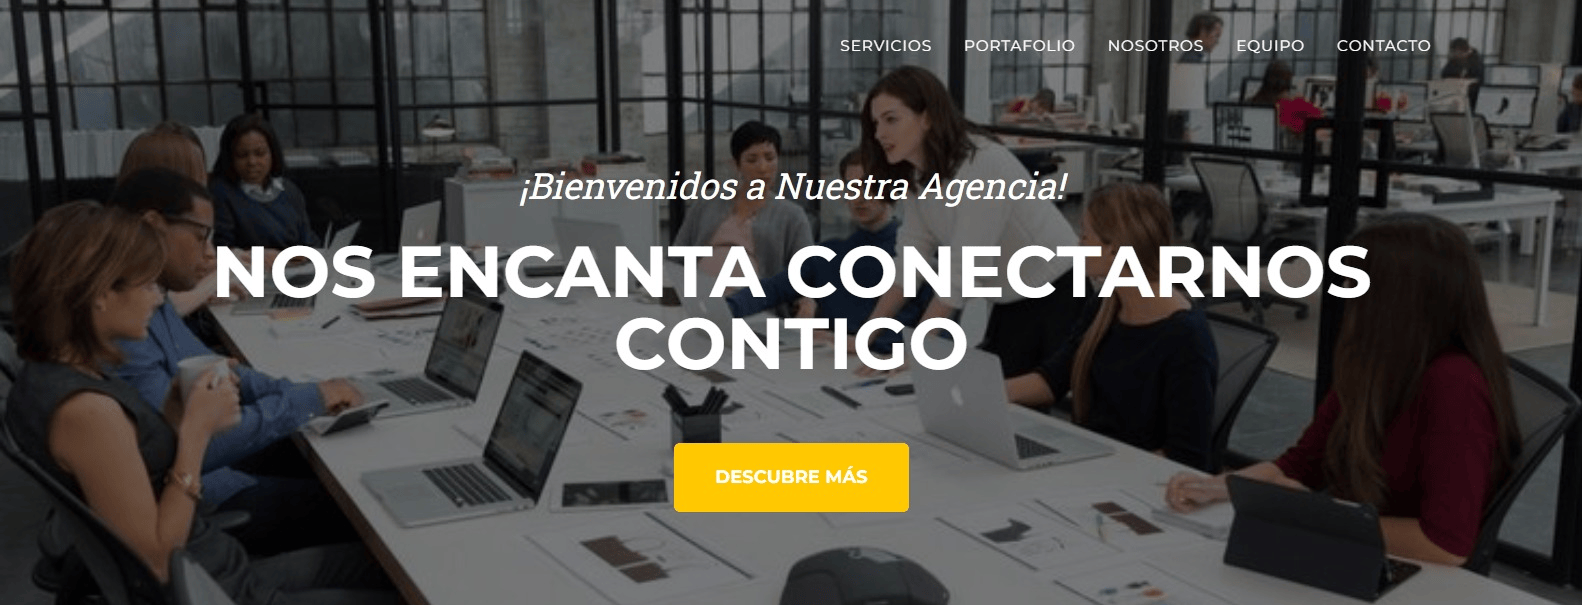 SERVICIOS PORTAFOLIO NOSOTROS EQUIPO CONTACTO
¡Bienvenidos a Nuestra Agencia!
NOS ENCANTA CONECTARNOS
CONTIGO
DESCUBRE MÁS